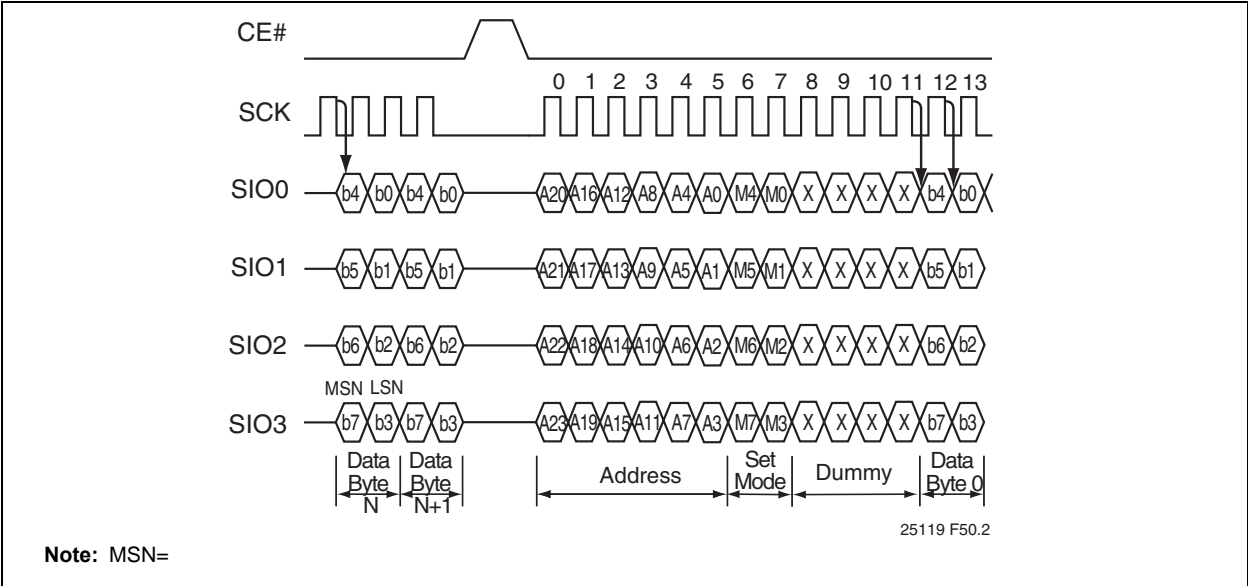 CE#
0 1 2 3 4 5 6 7 8 9 10 11 12 13
SCK
SIO0 b4 b0 b4 b0 A20 A16 A12 A8 A4 A0 M4 M0 X X X X b4 b0
SIO1 b5 b1 b5 b1 A21 A17 A13 A9 A5 A1 M5 M1 X X X X b5 b1
SIO2 b6 b2 b6 b2 A22 A18 A14 A10 A6 A2 M6 M2 X X X X b6 b2
MSN LSN
SIO3 b7 b3 b7 b3 A23 A19 A15 A11 A7 A3 M7 M3 X X X X b7 b3
Data Byte N
Data Byte N+1
Address
Set Mode
Dummy
Data Byte 0
25119 F50.2
Note: MSN=